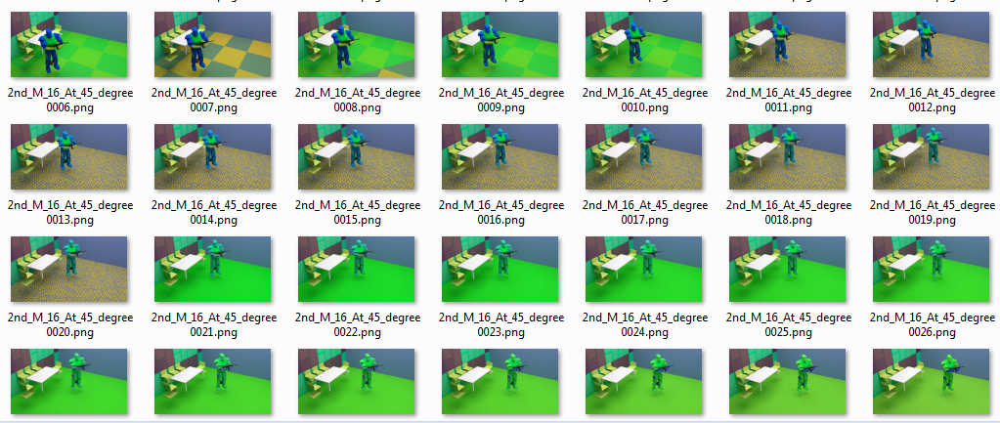 2nd_M_16_At_45_degree 2nd_M_16_At_45_degree 2nd_M_16_At_45_degree 2nd_M_16_At_45_degree 2nd_M_16_At_45_degree 2nd_M_16_At_45_degree 2nd_M_16_At_45_degree
0006.png 0007.png 0008.png 0009.png 0010.png 0011.png 0012.png
2nd_M_16_At_45_degree 2nd_M_16_At_45_degree 2nd_M_16_At_45_degree 2nd_M_16_At_45_degree 2nd_M_16_At_45_degree 2nd_M_16_At_45_degree 2nd_M_16_At_45_degree
0013.png 0014.png 0015.png 0016.png 0017.png 0018.png 0019.png
2nd_M_16_At_45_degree 2nd_M_16_At_45_degree 2nd_M_16_At_45_degree 2nd_M_16_At_45_degree 2nd_M_16_At_45_degree 2nd_M_16_At_45_degree 2nd_M_16_At_45_degree
0020.png 0021.png 0022.png 0023.png 0024.png 0025.png 0026.png